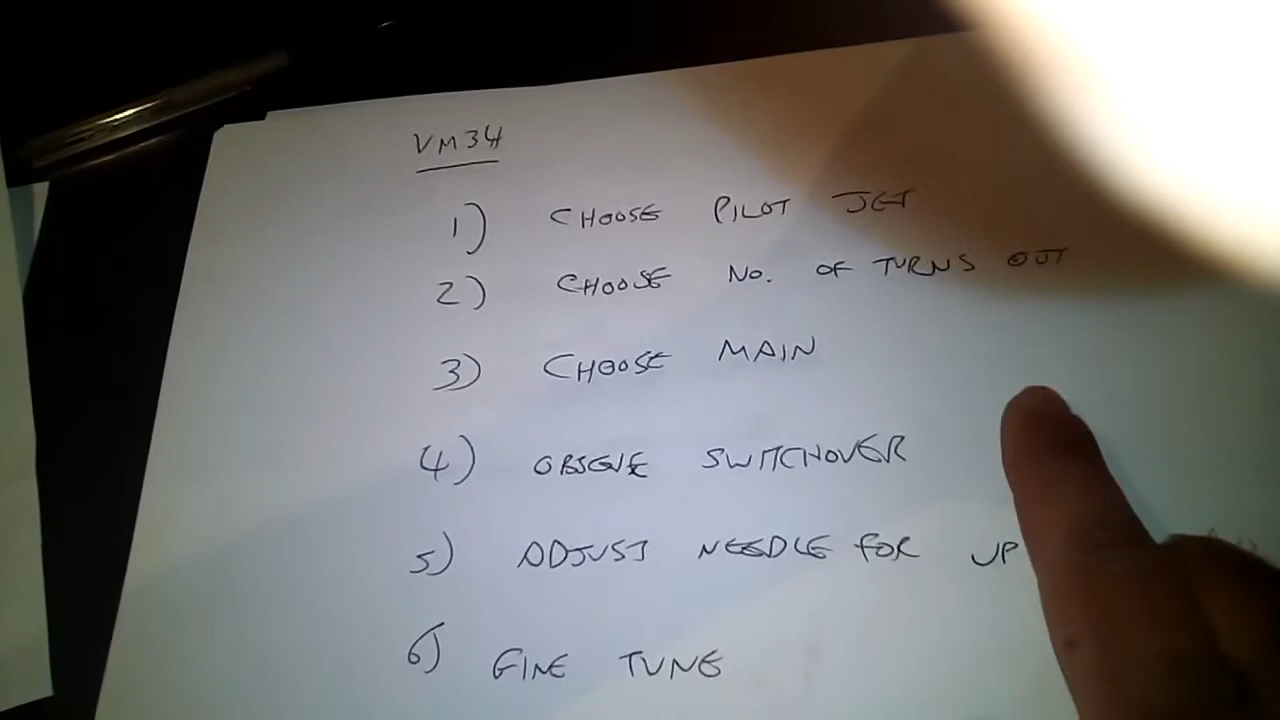 VM34
1) CHOOSE PILOT JET
2) CHOOSE No. OF TURNS OUT
3) CHOOSE MAIN
4) OBSERVE SWITCHOVER
5) ADJUST NEEDLE FOR UP
6) FINE TUNE